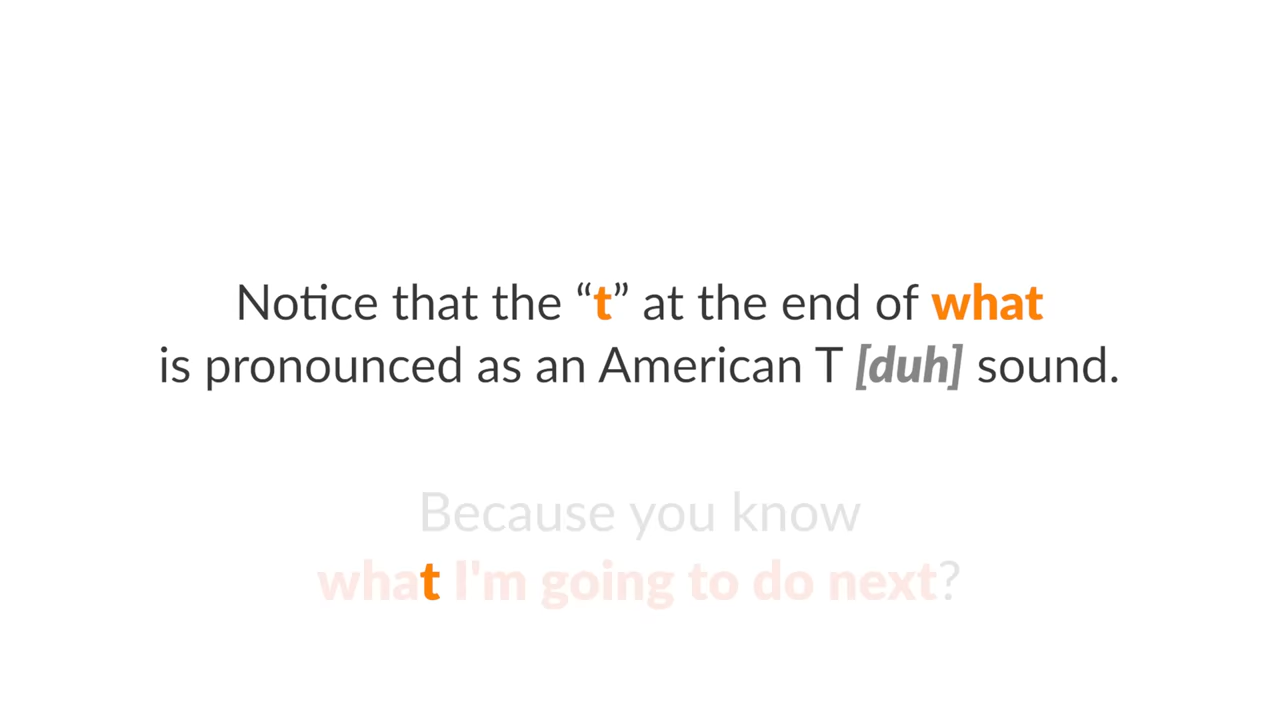 Notice that the “t” at the end of what
is pronounced as an American T [duh] sound.
Because you know
what I'm going to do next?